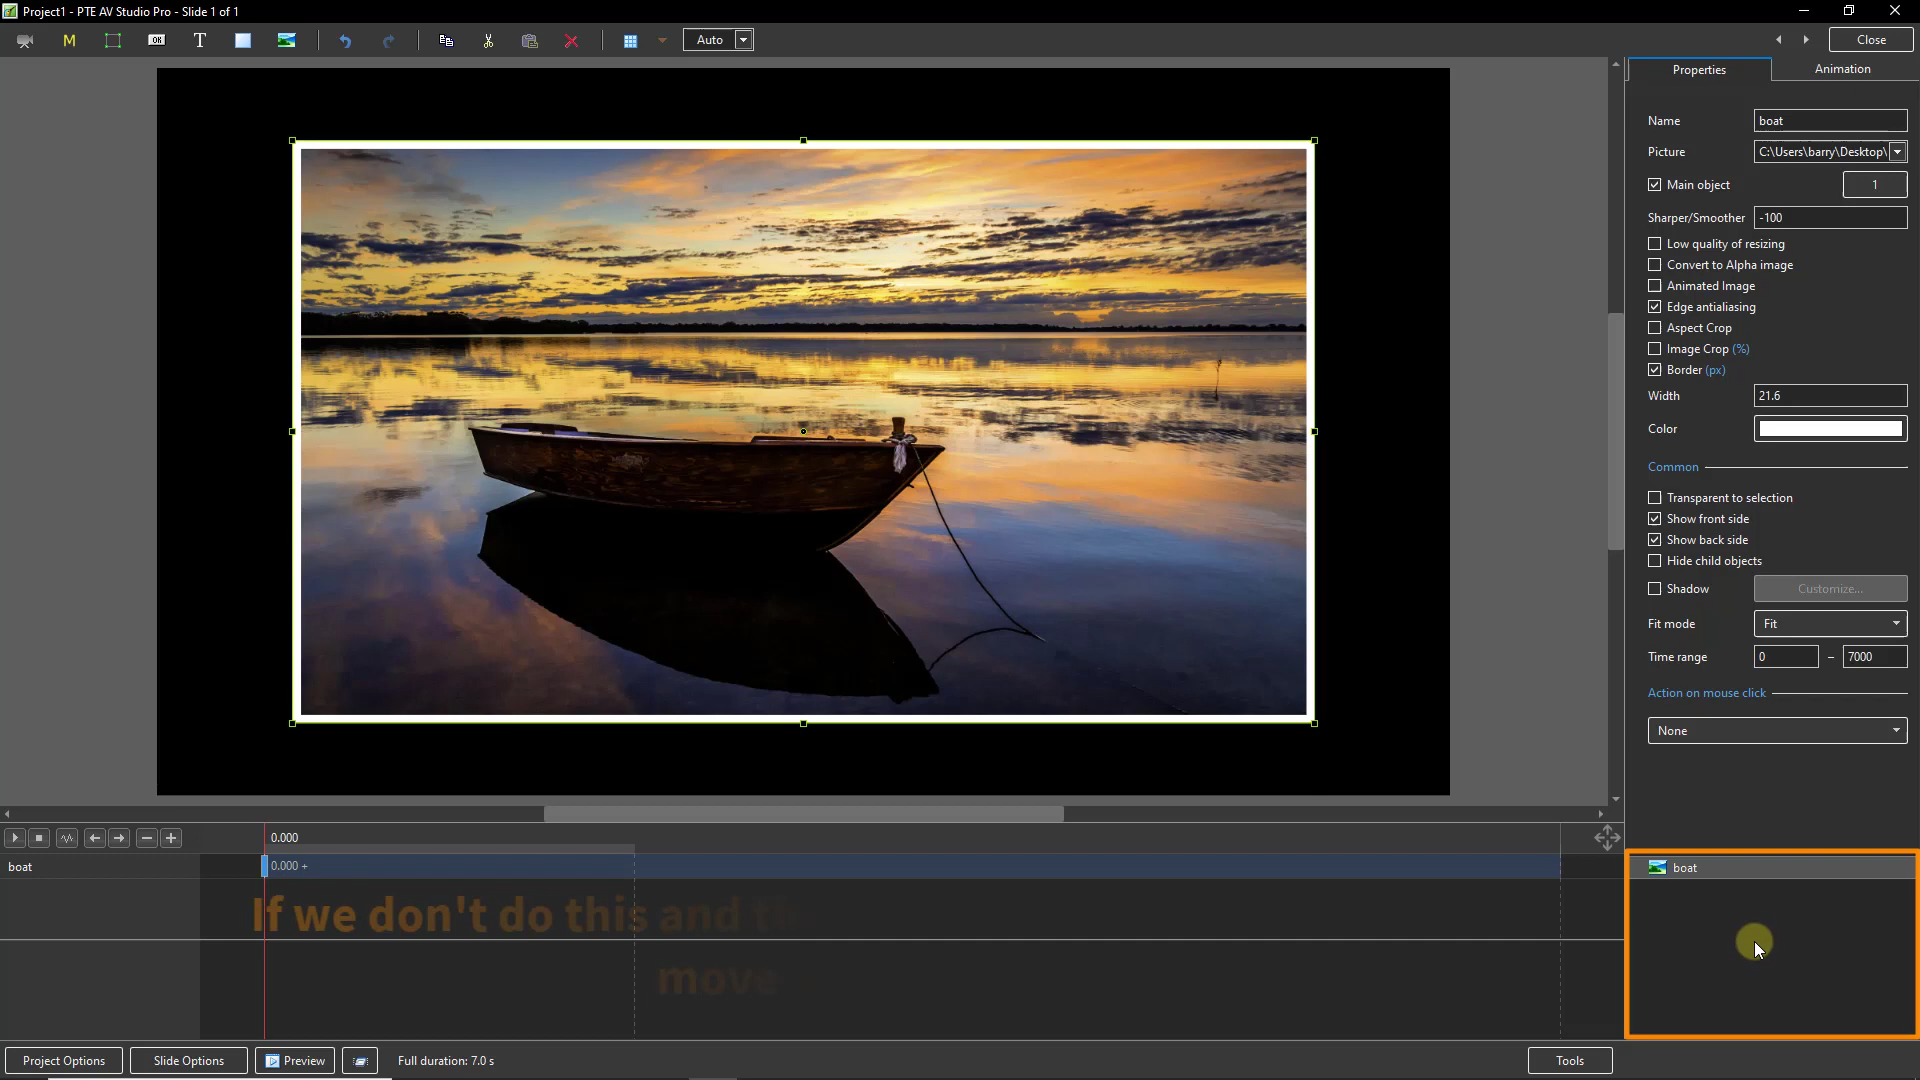 Project1 - PTE AV Studio Pro - Slide 1 of 1
M
OK
T
Auto
Close
Properties
Animation
Name
boat
Picture
C:\Users\barry\Desktop\
Main object
1
Sharper/Smoother
-100
Low quality of resizing
Convert to Alpha image
Animated Image
Edge antialiasing
Aspect Crop
Image Crop (%)
Border (px)
Width
21.6
Color
Common
Transparent to selection
Show front side
Show back side
Hide child objects
Shadow
Customize...
Fit mode
Fit
Time range
0 – 7000
Action on mouse click
None
0.000
boat
0.000 +
boat
If we don't do this and
move
Project Options
Slide Options
Preview
Full duration: 7.0 s
Tools